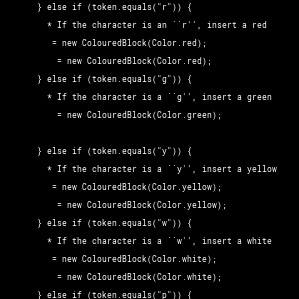 } else if (token.equals("r")) {
* If the character is an ``r'', insert a red
= new ColouredBlock(Color.red);
= new ColouredBlock(Color.red);
} else if (token.equals("g")) {
* If the character is a ``g'', insert a green
= new ColouredBlock(Color.green);
} else if (token.equals("y")) {
* If the character is a ``y'', insert a yellow
= new ColouredBlock(Color.yellow);
= new ColouredBlock(Color.yellow);
} else if (token.equals("w")) {
* If the character is a ``w'', insert a white
= new ColouredBlock(Color.white);
= new ColouredBlock(Color.white);
} else if (token.equals("p")) {